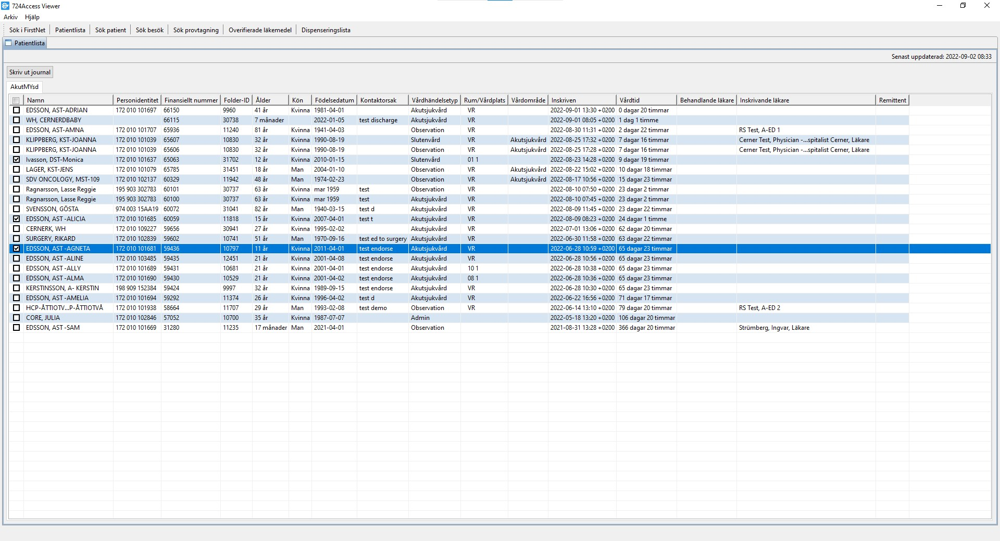 724Access Viewer
Arkiv Hjälp
Sök i FirstNet Patientlista Sök patient Sök besök Sök provtagning Overifierade läkemedel Dispenseringslista
Patientlista
Senast uppdaterad: 2022-09-02 08:33
Skriv ut journal
AkutMYsd
Namn Personidentitet Finansiellt nummer Folder-ID Ålder Kön Födelsedatum Kontaktorsak Vårdhändelsetyp Rum/Vårdplats Vårdområde Inskriven Vårdtid Behandlande läkare Inskrivande läkare Remittent
EDSSON, AST-ADRIAN 172 010 101697 66150 9960 41 år Kvinna 1981-04-01 Akutsjukvård VR 2022-09-01 13:30 +0200 0 dagar 20 timmar
WH, CERNERDBABY 66115 30738 7 månader 2022-01-05 test discharge Akutsjukvård VR 2022-09-01 08:05 +0200 1 dag 1 timme
EDSSON, AST-AMNA 172 010 101707 65936 11240 81 år Kvinna 1941-04-03 Observation VR 2022-08-30 11:31 +0200 2 dagar 22 timmar RS Test, A-ED 1
KLIPPBERG, KST-JOANNA 172 010 101039 65607 10830 32 år Kvinna 1990-08-19 Slutenvård VR Akutsjukvård 2022-08-25 17:32 +0200 7 dagar 16 timmar Cerner Test, Physician -...spitalist Cerner, Läkare
KLIPPBERG, KST-JOANNA 172 010 101039 65606 10830 32 år Kvinna 1990-08-19 Observation VR Akutsjukvård 2022-08-25 17:28 +0200 7 dagar 16 timmar Cerner Test, Physician -...spitalist Cerner, Läkare
Ivasson, DST-Monica 172 010 101637 65063 31702 12 år Kvinna 2010-01-15 Slutenvård 01 1 2022-08-23 14:28 +0200 9 dagar 19 timmar
LAGER, KST-JENS 172 010 101079 65785 31451 18 år Man 2004-01-10 Observation VR Akutsjukvård 2022-08-22 15:02 +0200 10 dagar 18 timmar
SDV ONCOLOGY, MST-109 172 010 102137 60329 11942 48 år Man 1974-02-23 Observation VR Akutsjukvård 2022-08-17 10:56 +0200 15 dagar 23 timmar
Ragnarsson, Lasse Reggie 195 903 302783 60101 30737 63 år Kvinna mar 1959 test Observation VR 2022-08-10 07:50 +0200 23 dagar 2 timmar
Ragnarsson, Lasse Reggie 195 903 302783 60100 30737 63 år Kvinna mar 1959 test Akutsjukvård VR 2022-08-10 07:45 +0200 23 dagar 2 timmar
SVENSSON, GÖSTA 974 003 15AA19 60072 31041 82 år Man 1940-03-15 test d Akutsjukvård VR 2022-08-09 11:45 +0200 23 dagar 22 timmar
EDSSON, AST -ALICIA 172 010 101685 60059 11818 15 år Kvinna 2007-04-01 test t Akutsjukvård VR 2022-08-09 08:23 +0200 24 dagar 1 timme
CERNERK, WH 172 010 109227 59656 30941 27 år Kvinna 1995-02-02 Akutsjukvård VR 2022-07-01 13:06 +0200 62 dagar 20 timmar
SURGERY, RIKARD 172 010 102839 59602 10741 51 år Man 1970-09-16 test ed to surgery Akutsjukvård VR 2022-06-30 11:58 +0200 63 dagar 22 timmar
EDSSON, AST -AGNETA 172 010 101681 59436 10797 11 år Kvinna 2011-04-01 test endorse Akutsjukvård VR 2022-06-28 10:59 +0200 65 dagar 23 timmar
EDSSON, AST -ALINE 172 010 103485 59435 12451 21 år Kvinna 2001-04-08 test endorse Akutsjukvård VR 2022-06-28 10:56 +0200 65 dagar 23 timmar
EDSSON, AST -ALLY 172 010 101689 59431 10681 21 år Kvinna 2001-04-01 test endorse Akutsjukvård 10 1 2022-06-28 10:38 +0200 65 dagar 23 timmar
EDSSON, AST -ALMA 172 010 101690 59430 10529 21 år Kvinna 2001-04-02 test endorse Akutsjukvård 08 1 2022-06-28 10:36 +0200 65 dagar 23 timmar
KERSTINSSON, A- KERSTIN 198 909 152384 59424 9997 32 år Kvinna 1989-09-15 test endorse Akutsjukvård VR 2022-06-28 10:30 +0200 65 dagar 23 timmar
EDSSON, AST -AMELIA 172 010 101694 59292 11374 26 år Kvinna 1996-04-02 test d Akutsjukvård VR 2022-06-22 16:56 +0200 71 dagar 17 timmar
HCP-ÅTTIOTV...P-ÅTTIOTVÅ 172 010 101938 58664 11707 29 år Man 1993-02-08 test demo Observation VR 2022-06-14 13:10 +0200 79 dagar 20 timmar RS Test, A-ED 2
CORE, JULIA 172 010 102846 57052 10700 35 år Kvinna 1987-07-07 Admin 2022-05-18 13:20 +0200 106 dagar 20 timmar
EDSSON, AST -SAM 172 010 101669 31280 11235 17 månader Man 2021-04-01 Observation 2021-08-31 13:28 +0200 366 dagar 20 timmar Strümberg, Ingvar, Läkare